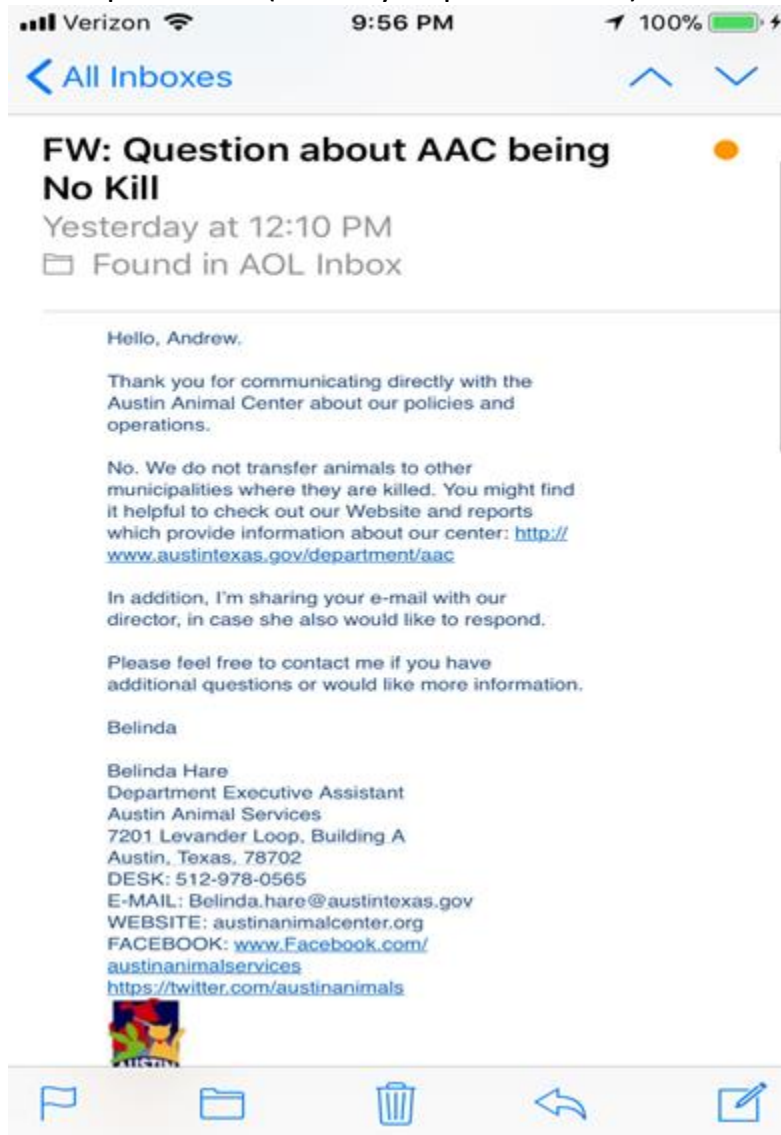 Verizon 9:56 PM 100%
All Inboxes
FW: Question about AAC being
No Kill
Yesterday at 12:10 PM
Found in AOL Inbox
Hello, Andrew.
Thank you for communicating directly with the
Austin Animal Center about our policies and
operations.
No. We do not transfer animals to other
municipalities where they are killed. You might find
it helpful to check out our Website and reports
which provide information about our center: http://
www.austintexas.gov/department/aac
In addition, I'm sharing your e-mail with our
director, in case she also would like to respond.
Please feel free to contact me if you have
additional questions or would like more information.
Belinda
Belinda Hare
Department Executive Assistant
Austin Animal Services
7201 Levander Loop, Building A
Austin, Texas, 78702
DESK: 512-978-0565
E-MAIL: Belinda.hare@austintexas.gov
WEBSITE: austinanimalcenter.org
FACEBOOK: www.Facebook.com/
austinanimalservices
https://twitter.com/austinanimals
AUSTIN